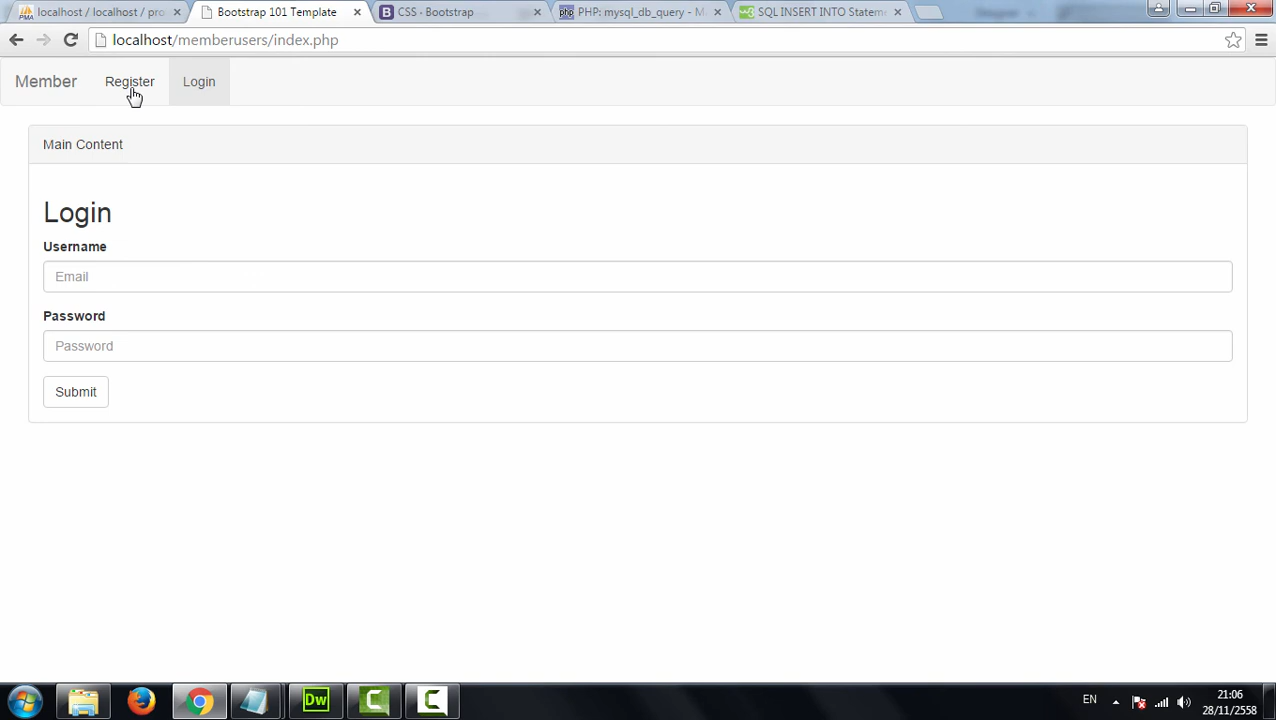 localhost / localhost / pro
Bootstrap 101 Template
CSS · Bootstrap
PHP: mysql_db_query - M
SQL INSERT INTO Statem
localhost/memberusers/index.php
Member
Register
Login
Main Content
Login
Username
Email
Password
Password
Submit
Dw
EN
21:06
28/11/2558